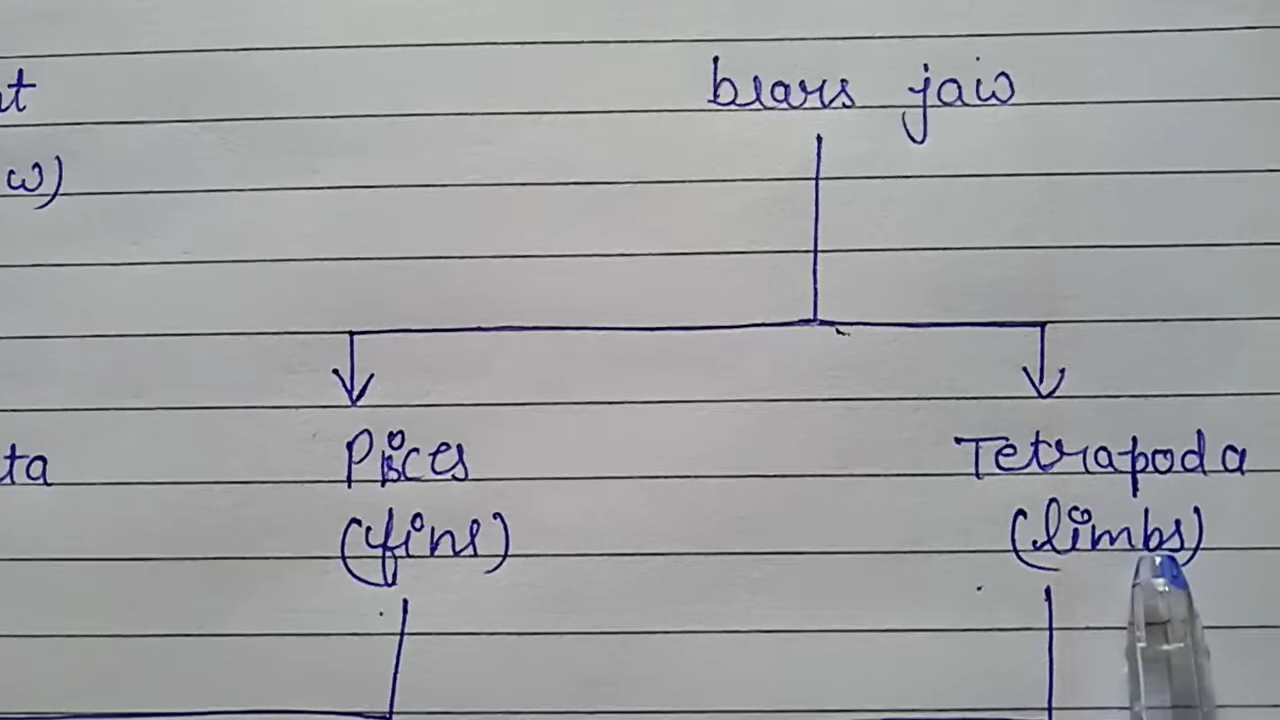 t
bears jaw
w)
ta
Pisces
Tetrapoda
(fins)
(limbs)